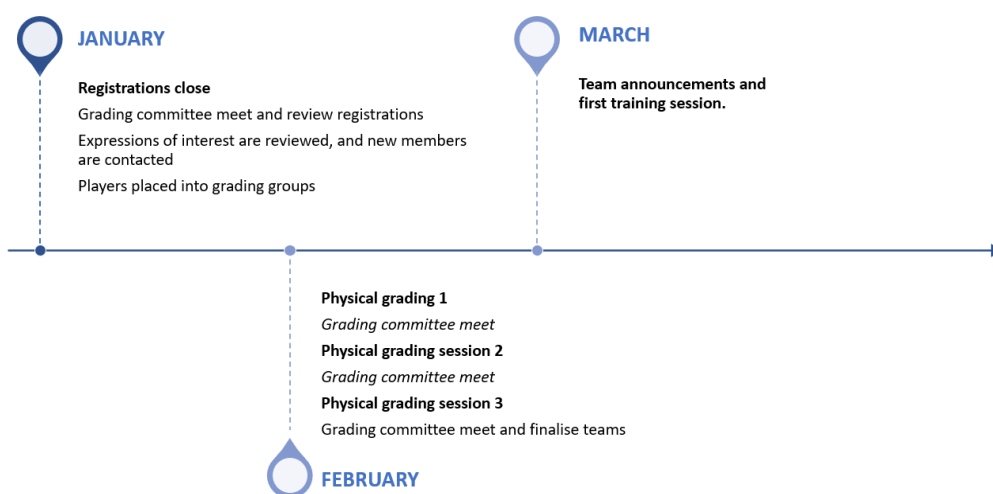 JANUARY
Registrations close
Grading committee meet and review registrations
Expressions of interest are reviewed, and new members
are contacted
Players placed into grading groups
MARCH
Team announcements and
first training session.
Physical grading 1
Grading committee meet
Physical grading session 2
Grading committee meet
Physical grading session 3
Grading committee meet and finalise teams
FEBRUARY